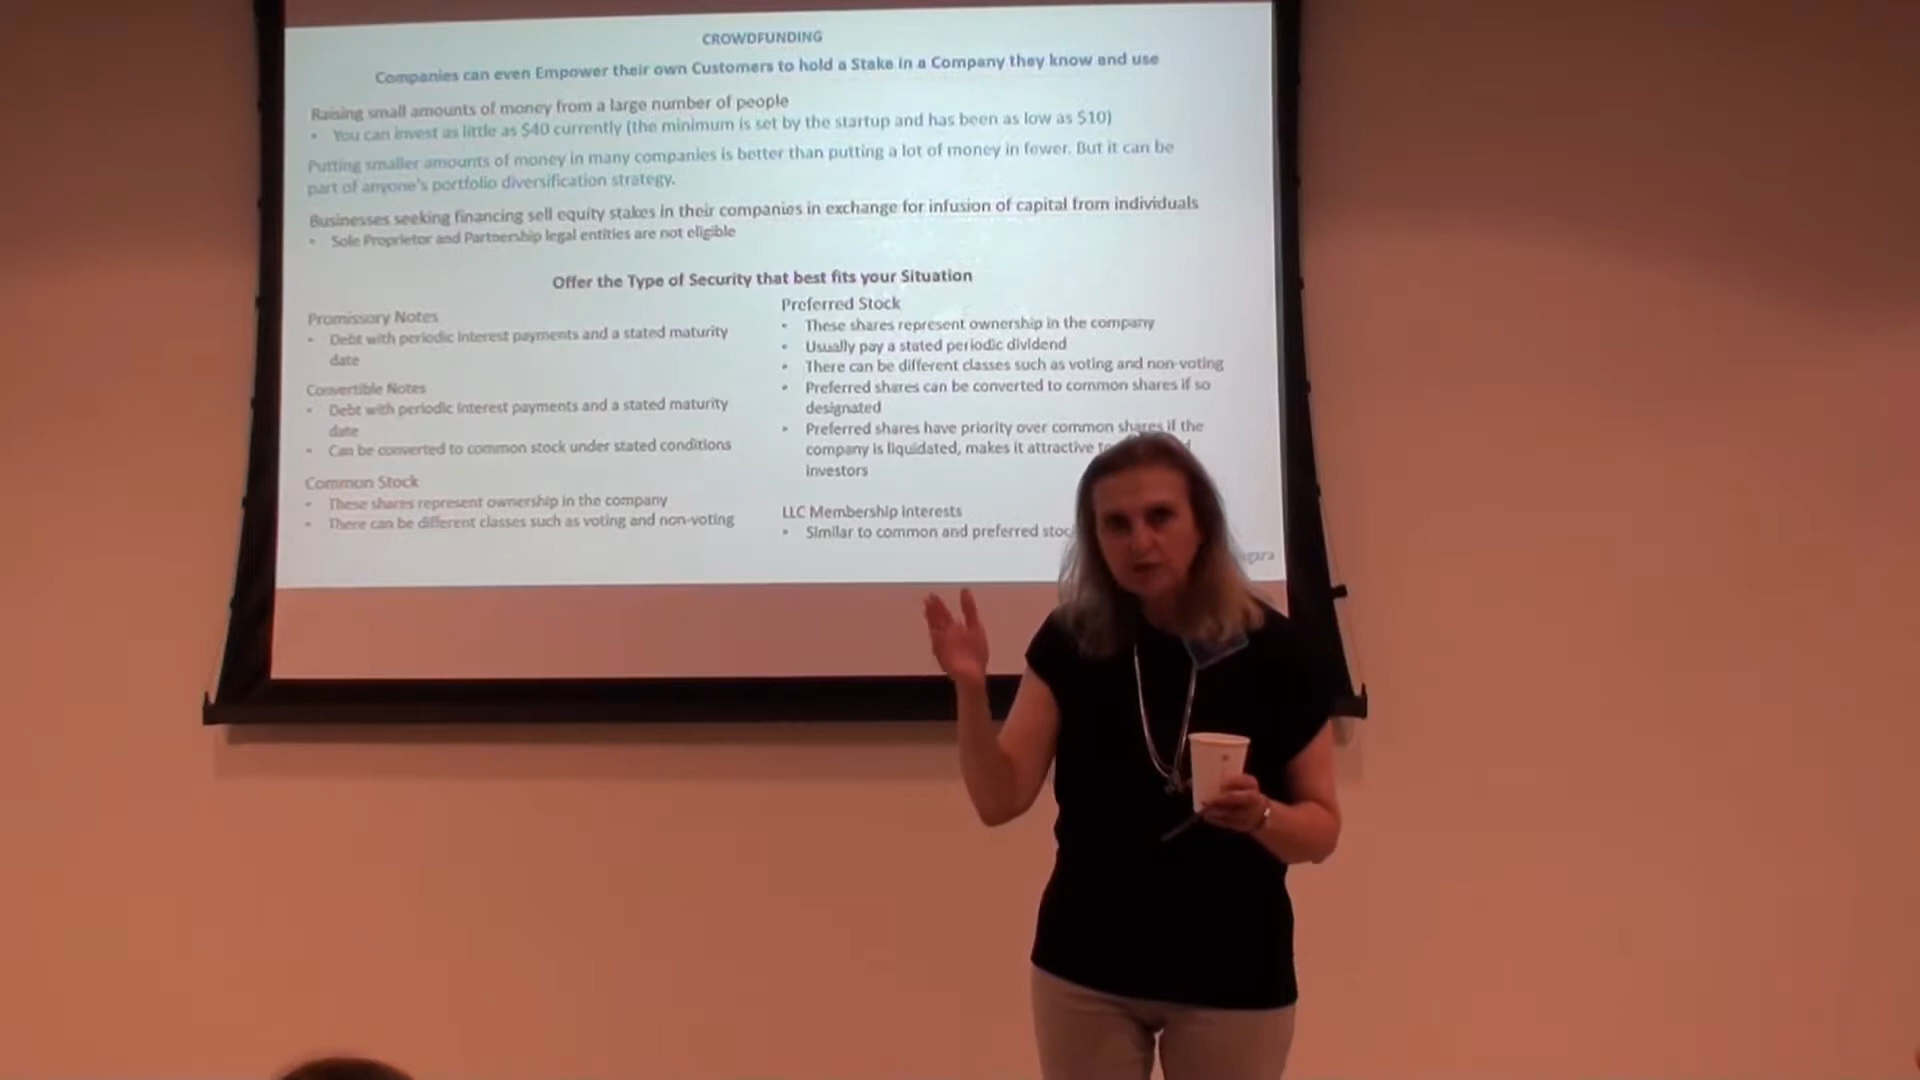 CROWDFUNDING
Companies can even Empower their own Customers to hold a Stake in a Company they know and use
Raising small amounts of money from a large number of people
• You can invest as little as $40 currently (the minimum is set by the startup and has been as low as $10)
Putting smaller amounts of money in many companies is better than putting a lot of money in fewer. But it can be
part of anyone's portfolio diversification strategy.
Businesses seeking financing sell equity stakes in their companies in exchange for infusion of capital from individuals
• Sole Proprietor and Partnership legal entities are not eligible
Offer the Type of Security that best fits your Situation
Promissory Notes
• Debt with periodic interest payments and a stated maturity
date
Convertible Notes
• Debt with periodic interest payments and a stated maturity
date
• Can be converted to common stock under stated conditions
Common Stock
• These shares represent ownership in the company
• There can be different classes such as voting and non-voting
Preferred Stock
• These shares represent ownership in the company
• Usually pay a stated periodic dividend
• There can be different classes such as voting and non-voting
• Preferred shares can be converted to common shares if so
designated
• Preferred shares have priority over common shares if the
company is liquidated, makes it attractive
investors
LLC Membership Interests
• Similar to common and preferred